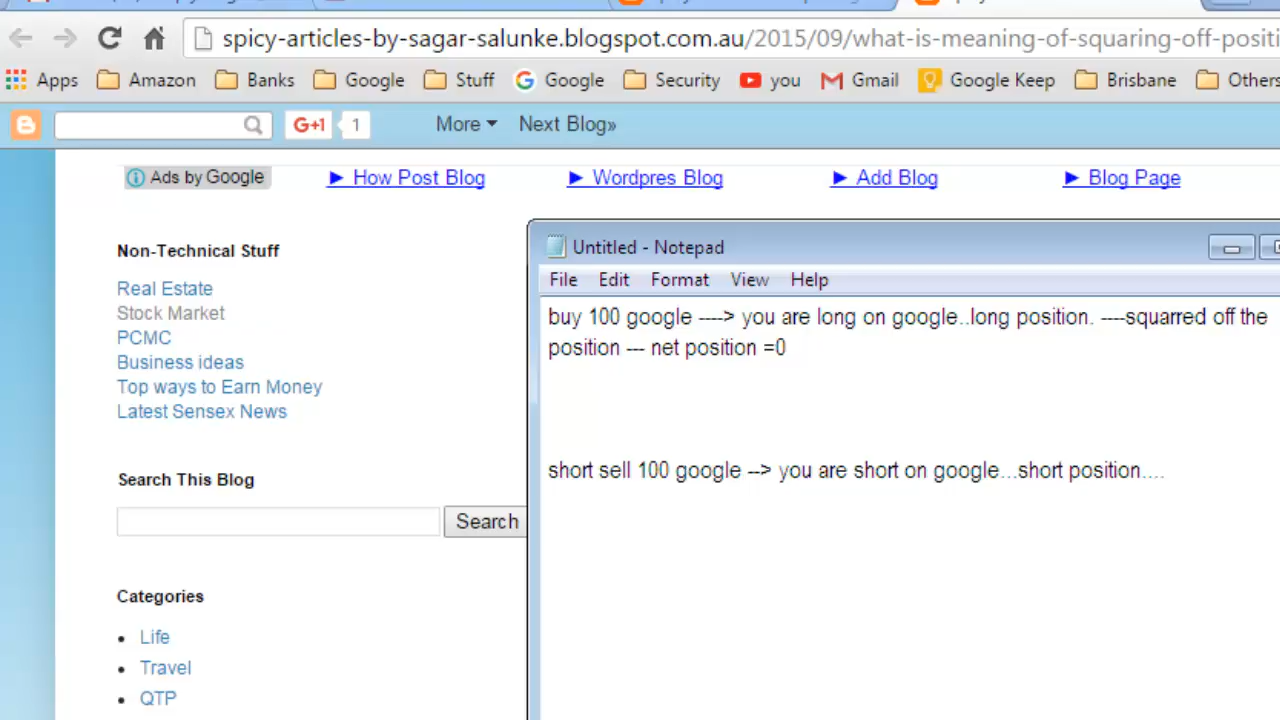 spicy-articles-by-sagar-salunke.blogspot.com.au/2015/09/what-is-meaning-of-squaring-off-positi
Apps Amazon Banks Google Stuff Google Security you Gmail Google Keep Brisbane Others
G+1 1 More Next Blog»
Ads by Google ► How Post Blog ► Wordpres Blog ► Add Blog ► Blog Page
Non-Technical Stuff
Real Estate
Stock Market
PCMC
Business ideas
Top ways to Earn Money
Latest Sensex News
Search This Blog
Search
Categories
• Life
• Travel
• QTP
Untitled - Notepad
File Edit Format View Help
buy 100 google ----> you are long on google..long position. ----squarred off the
position --- net position =0
short sell 100 google --> you are short on google...short position....